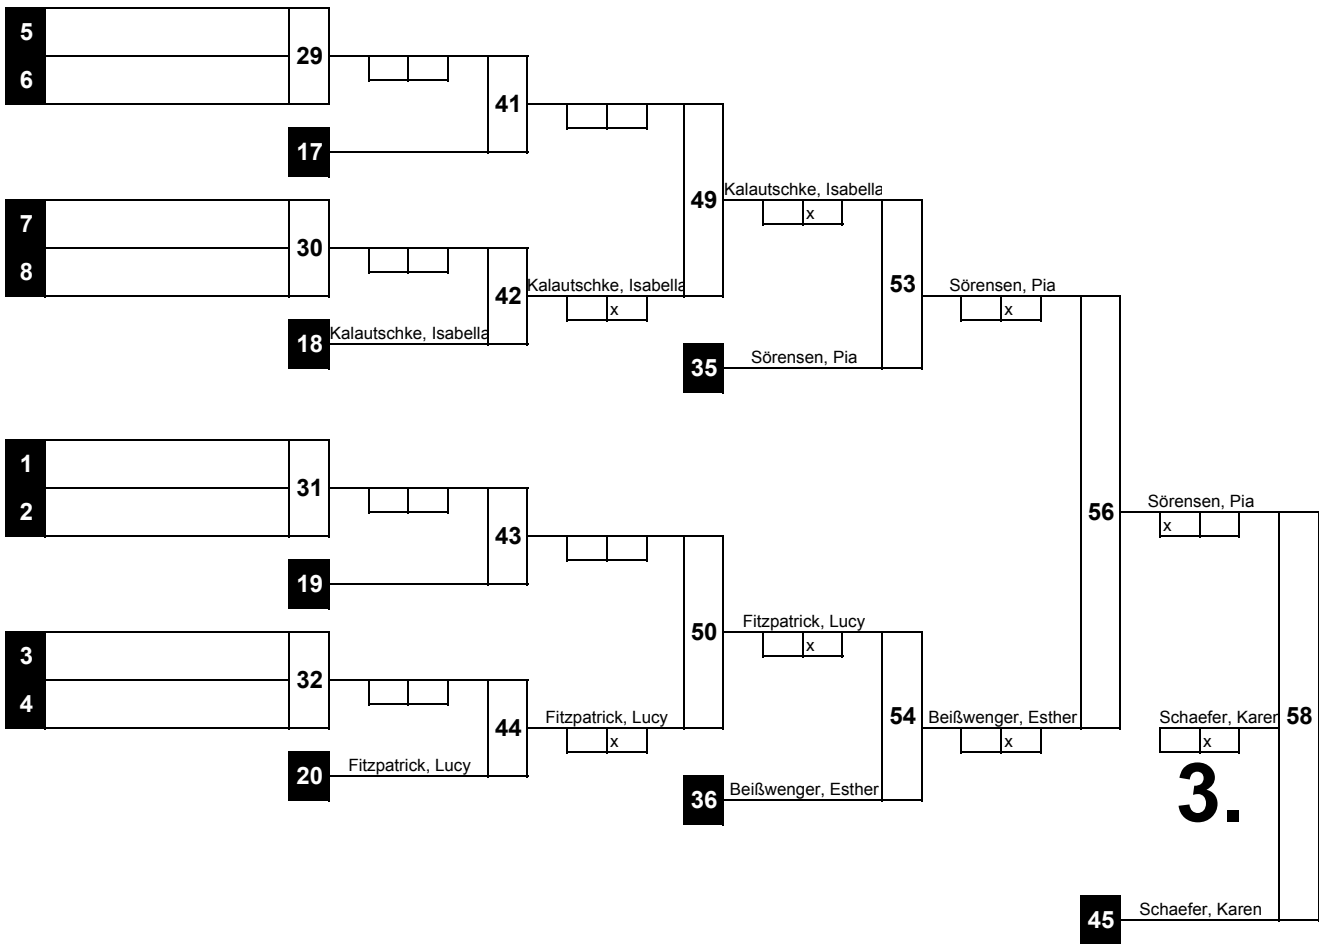 5
29
6
41
17
Kalautschke, Isabella
49
7
x
30
8
Kalautschke, Isabella
53
Sörensen, Pia
42
x
x
18
Kalautschke, Isabella
35
Sörensen, Pia
1
31
2
56
Sörensen, Pia
43
x
19
Fitzpatrick, Lucy
50
3
x
32
4
Fitzpatrick, Lucy
54
Beißwenger, Esther
Schaefer, Karen
58
44
x
x
x
20
Fitzpatrick, Lucy
36
Beißwenger, Esther
3.
45
Schaefer, Karen